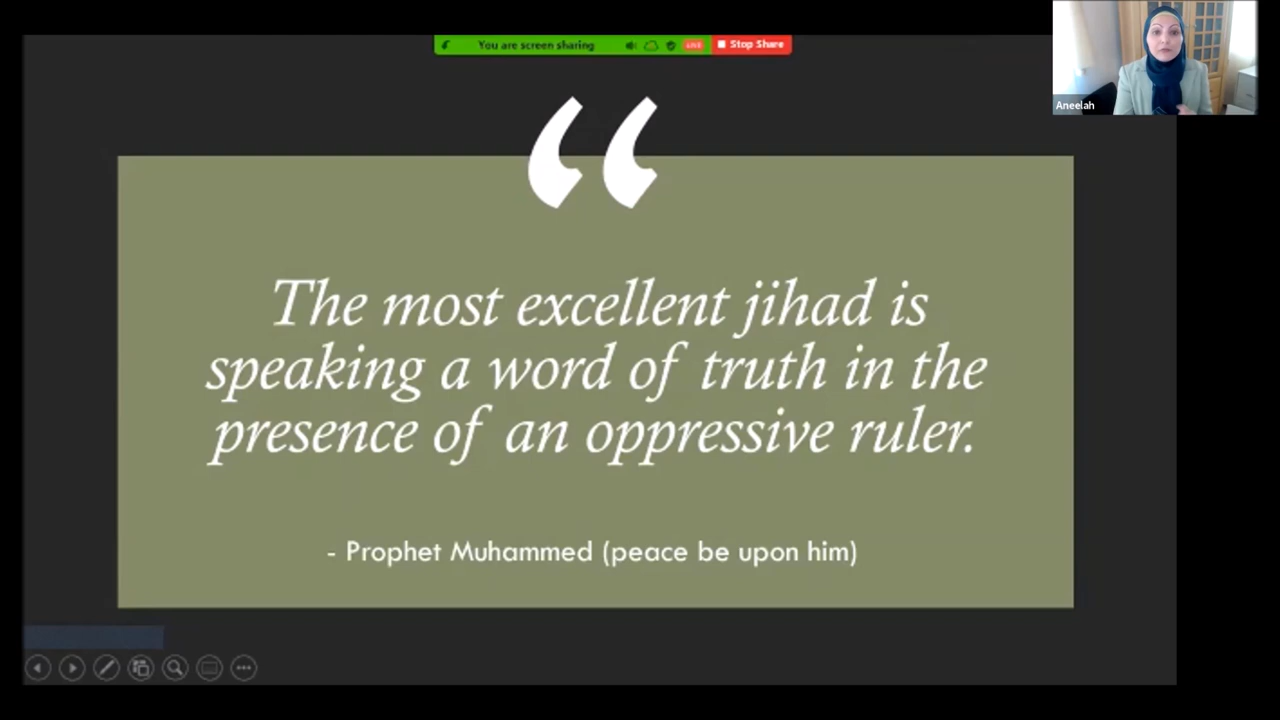 You are screen sharing
LIVE
Stop Share
Aneelah
“
The most excellent jihad is
speaking a word of truth in the
presence of an oppressive ruler.
- Prophet Muhammed (peace be upon him)